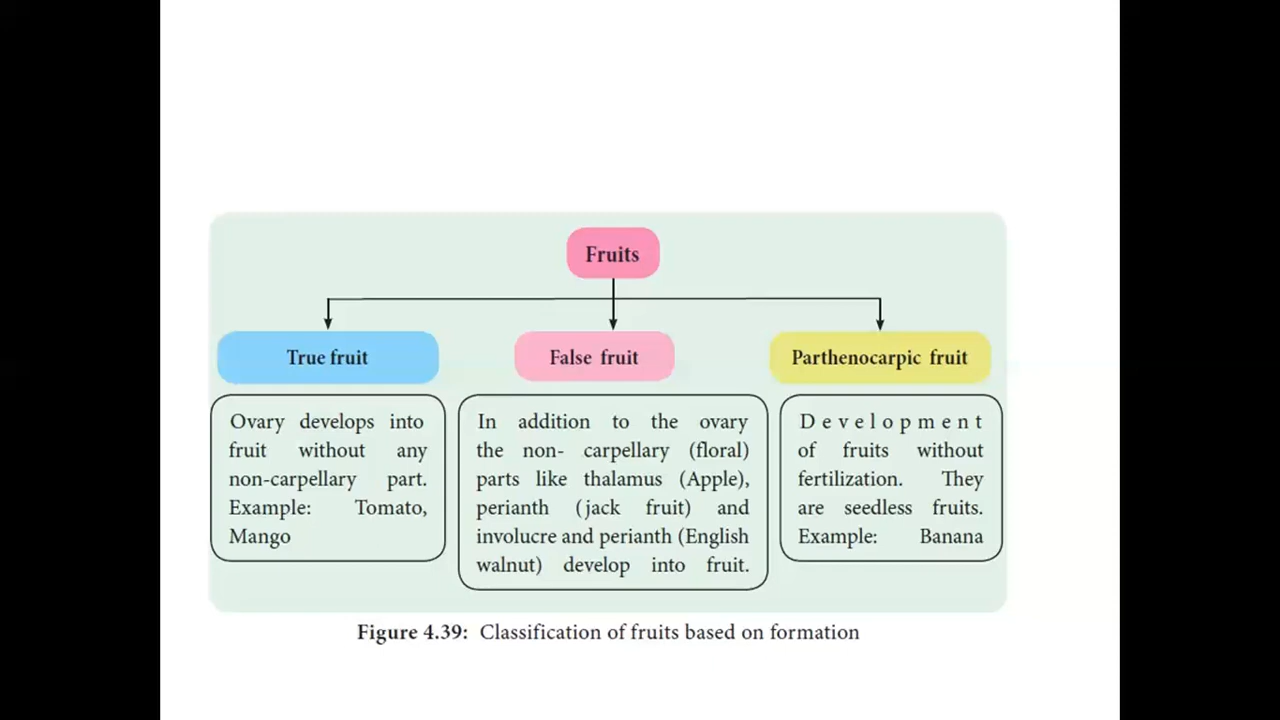 Fruits
True fruit
False fruit
Parthenocarpic fruit
Ovary develops into
fruit without any
non-carpellary part.
Example: Tomato,
Mango
In addition to the ovary
the non- carpellary (floral)
parts like thalamus (Apple),
perianth (jack fruit) and
involucre and perianth (English
walnut) develop into fruit.
Development
of fruits without
fertilization. They
are seedless fruits.
Example: Banana
Figure 4.39: Classification of fruits based on formation